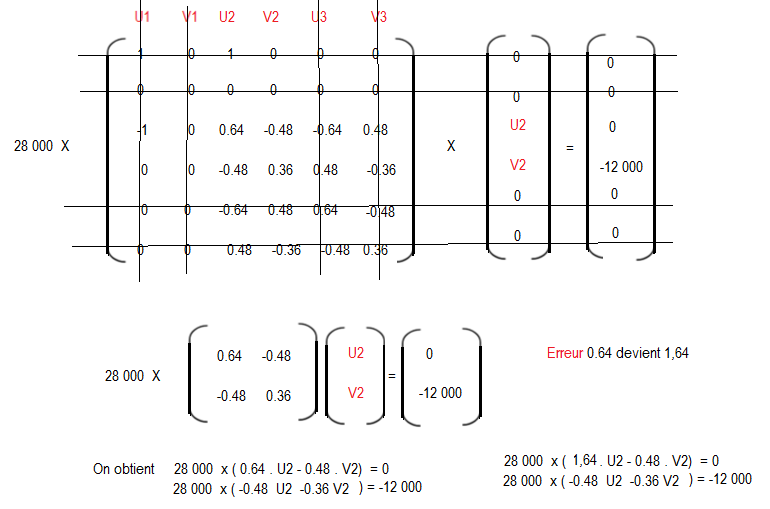 U1 V1 U2 V2 U3 V3
1 0 1 0 0 0 0 0
0 0 0 0 0 0 0 0
-1 0 0.64 -0.48 -0.64 0.48 U2 0
28 000 X X =
0 0 -0.48 0.36 0.48 -0.36 V2 -12 000
0 0 -0.64 0.48 0.64 -0.48 0 0
0 0 0.48 -0.36 -0.48 0.36 0 0
0.64 -0.48 U2 0 Erreur 0.64 devient 1,64
28 000 X =
-0.48 0.36 V2 -12 000
On obtient 28 000 x ( 0.64 . U2 - 0.48 . V2) = 0
28 000 x ( -0.48 U2 -0.36 V2 ) = -12 000
28 000 x ( 1,64 . U2 - 0.48 . V2) = 0
28 000 x ( -0.48 U2 -0.36 V2 ) = -12 000